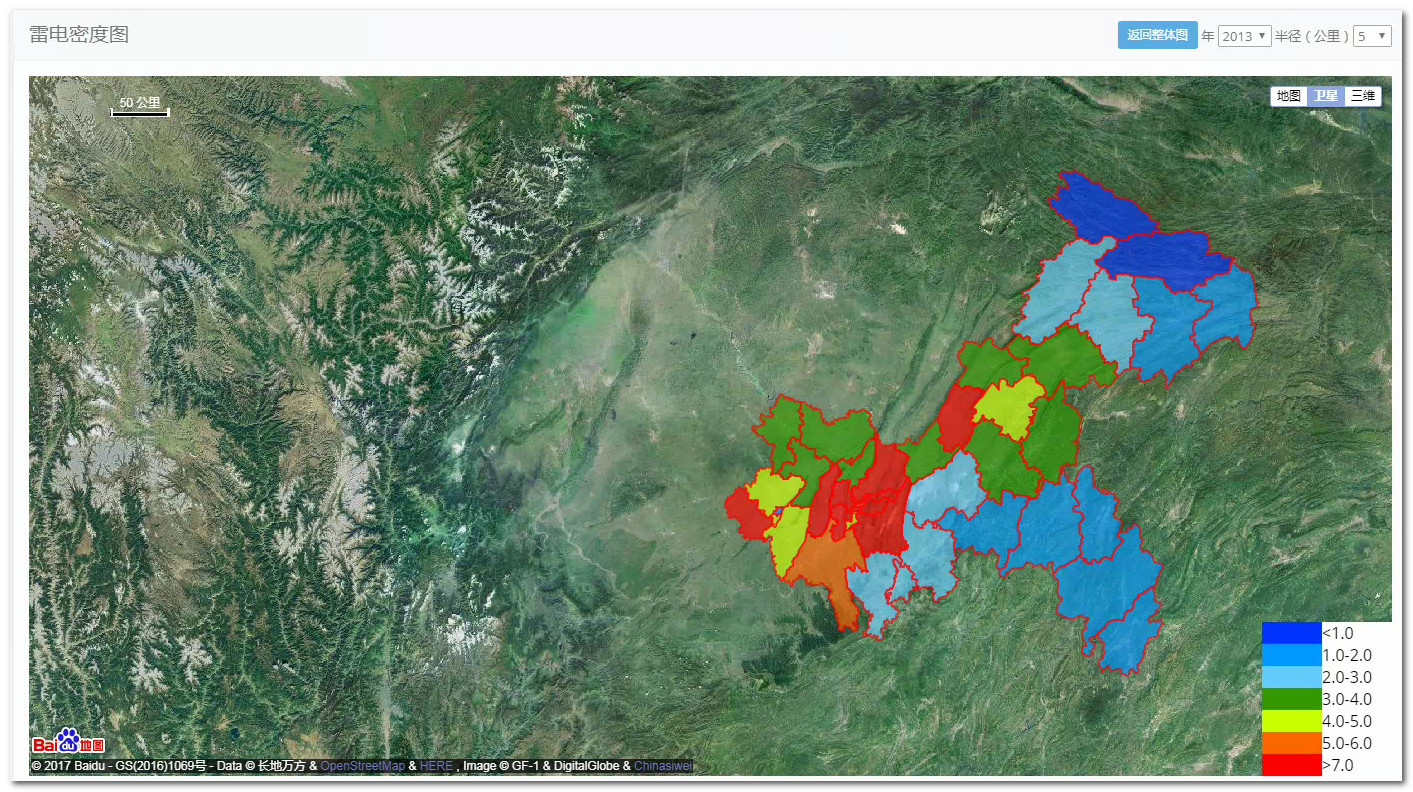 雷电密度图
返回整体图 年 2013 半径 ( 公里 ) 5
50 公里
地图 卫星 三维
<1.0
1.0-2.0
2.0-3.0
3.0-4.0
4.0-5.0
5.0-6.0
>7.0
Bai du 地图
© 2017 Baidu - GS(2016)1069号 - Data © 长地万方 & OpenStreetMap & HERE , Image © GF-1 & DigitalGlobe & Chinasiwei